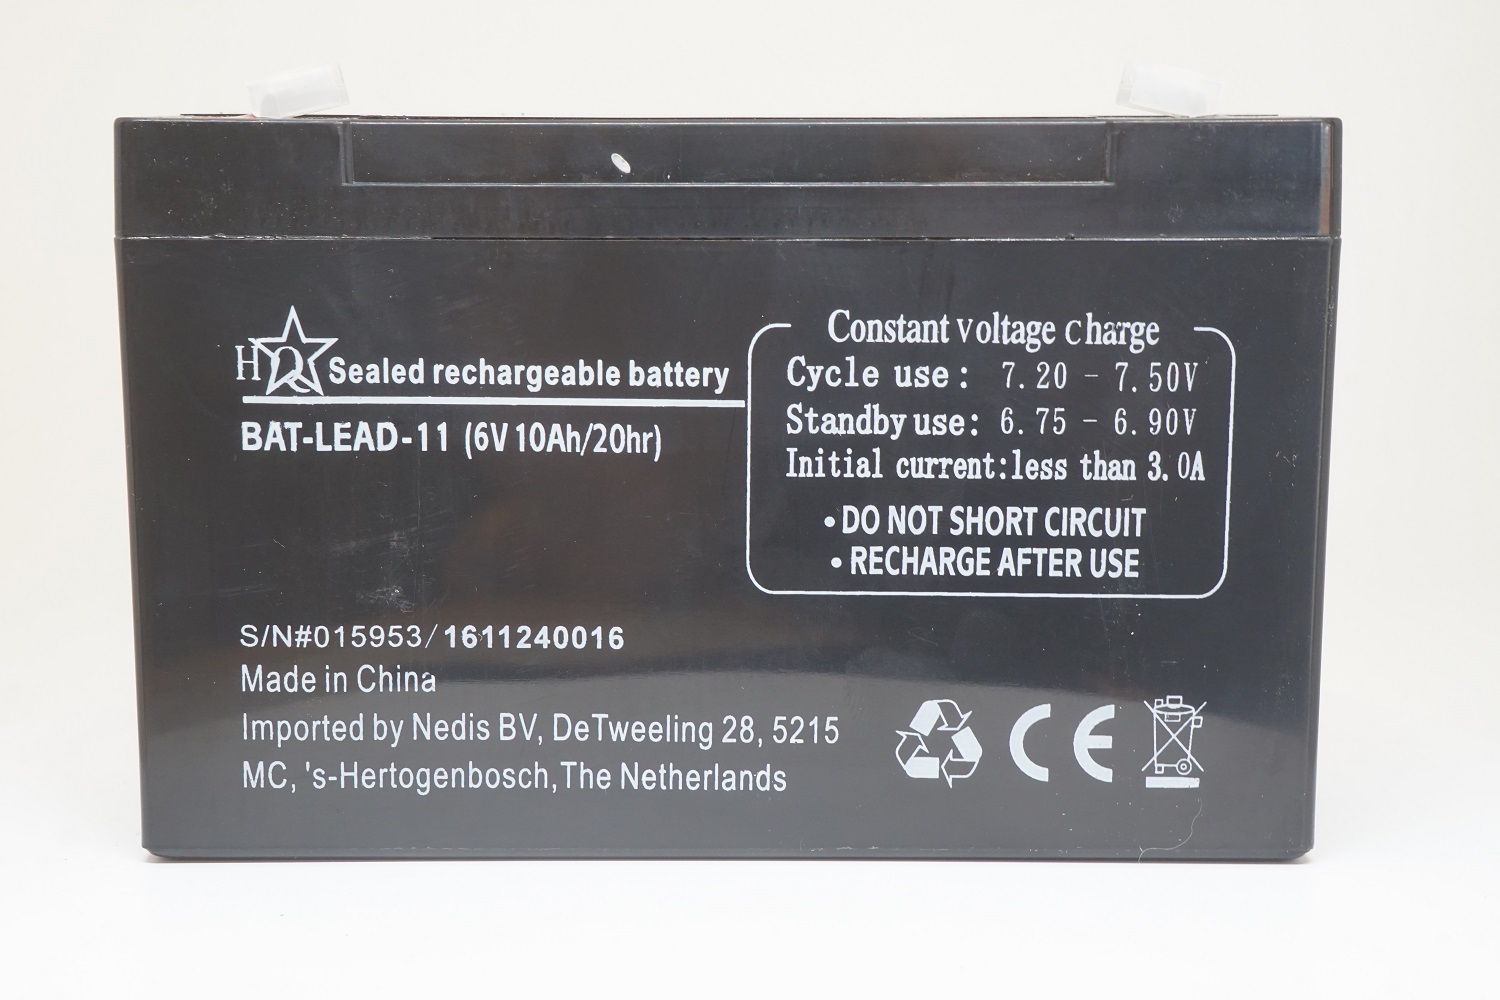 HQ Sealed rechargeable battery
BAT-LEAD-11 (6V 10Ah/20hr)
Constant voltage charge
Cycle use: 7.20 - 7.50V
Standby use: 6.75 - 6.90V
Initial current:less than 3.0A
• DO NOT SHORT CIRCUIT
• RECHARGE AFTER USE
S/N#015953/1611240016
Made in China
Imported by Nedis BV, De Tweeling 28, 5215
MC, 's-Hertogenbosch, The Netherlands
CE